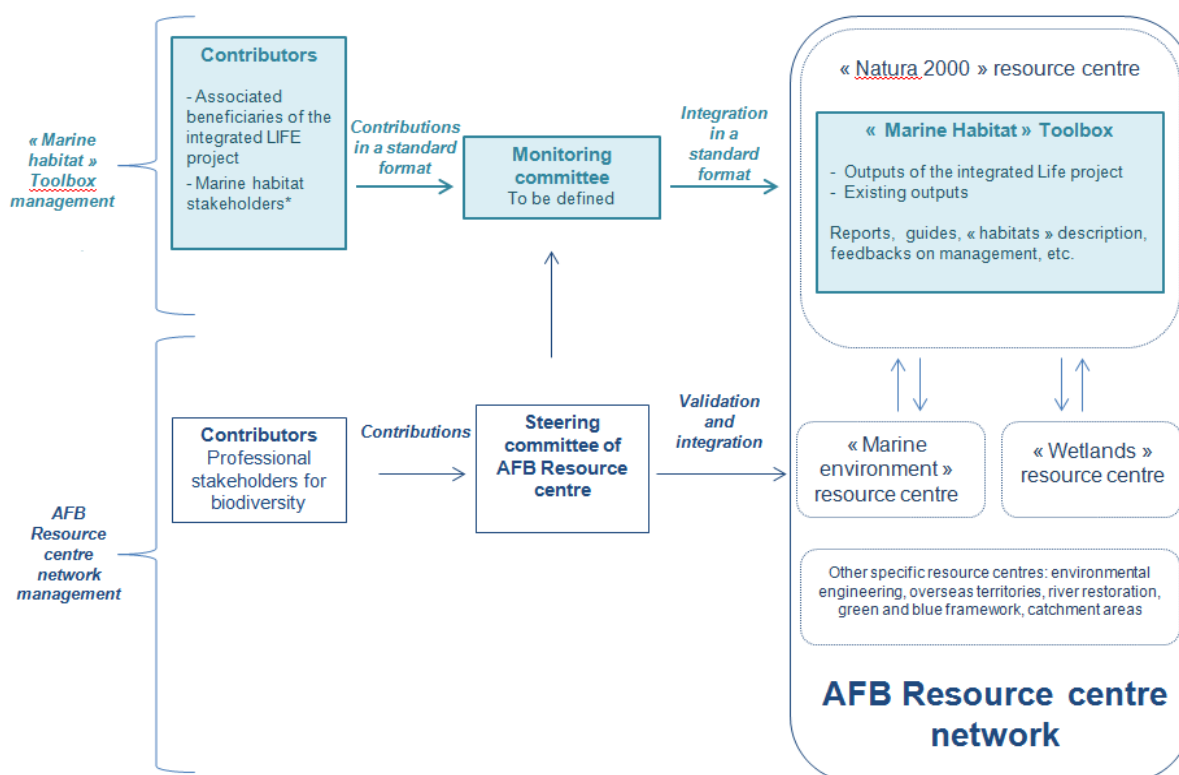 « Marine
habitat »
Toolbox
management
Contributors
- Associated
beneficiaries of the
integrated LIFE
project
- Marine habitat
stakeholders*
Contributions
in a standard
format
Monitoring
committee
To be defined
Integration
in a
standard
format
« Natura 2000 » resource centre
« Marine Habitat » Toolbox
- Outputs of the integrated Life project
- Existing outputs
Reports, guides, « habitats » description,
feedbacks on management, etc.
AFB
Resource
centre
network
management
Contributors
Professional
stakeholders for
biodiversity
Contributions
Steering
committee of
AFB Resource
centre
Validation
and
integration
« Marine
environment »
resource centre
« Wetlands »
resource centre
Other specific resource centres: environmental
engineering, overseas territories, river restoration,
green and blue framework, catchment areas
AFB Resource centre
network